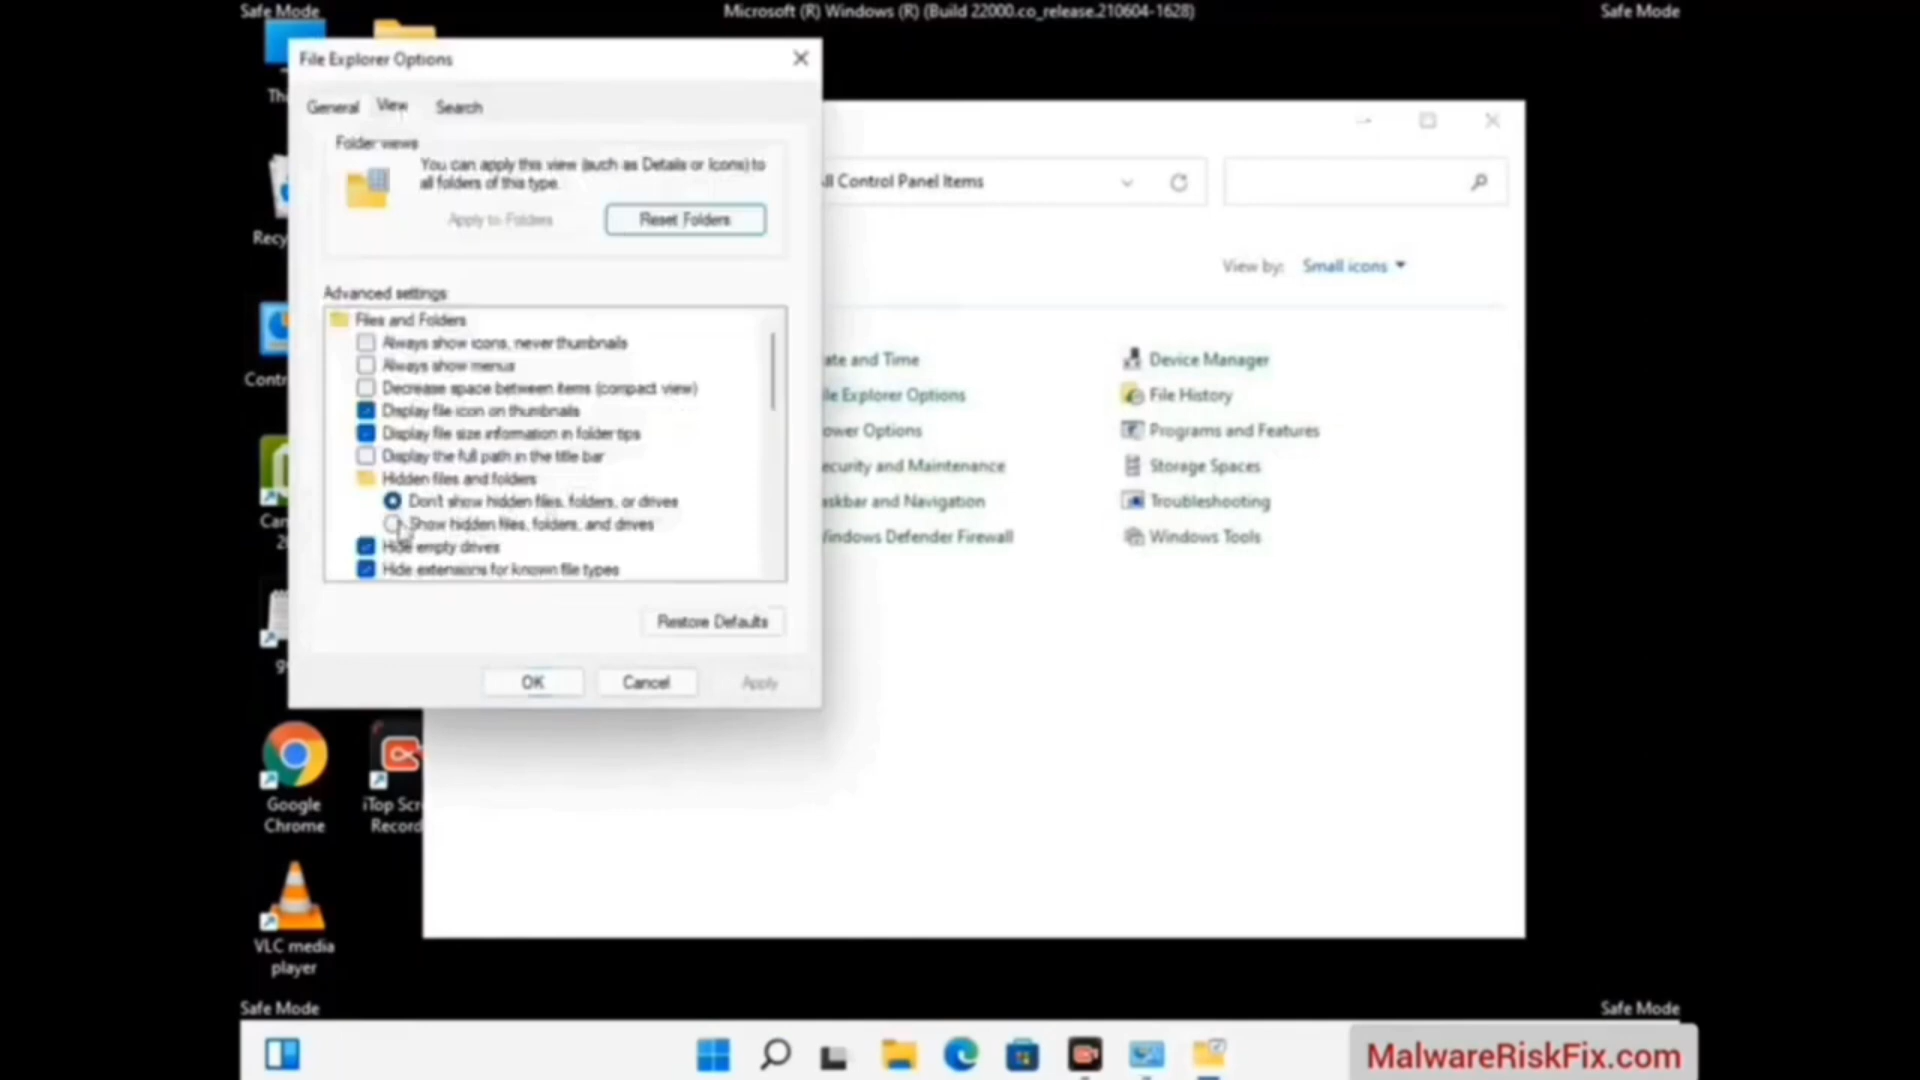 Safe Mode
Microsoft (R) Windows (R) (Build 22000.co_release.210604-1628)
Safe Mode
File Explorer Options
General
View
Search
Folder views
You can apply this view (such as Details or Icons) to
all folders of this type.
Apply to Folders
Reset Folders
Advanced settings:
Files and Folders
Always show icons, never thumbnails
Always show menus
Decrease space between items (compact view)
Display file icon on thumbnails
Display file size information in folder tips
Display the full path in the title bar
Hidden files and folders
Don't show hidden files, folders, or drives
Show hidden files, folders, and drives
Hide empty drives
Hide extensions for known file types
Restore Defaults
OK
Cancel
Apply
ll Control Panel Items
View by:
Small icons
ate and Time
Device Manager
le Explorer Options
File History
ower Options
Programs and Features
ecurity and Maintenance
Storage Spaces
skbar and Navigation
Troubleshooting
indows Defender Firewall
Windows Tools
Th
Recy
Contr
Google
Chrome
iTop Scr
Record
VLC media
player
Safe Mode
Safe Mode
MalwareRiskFix.com